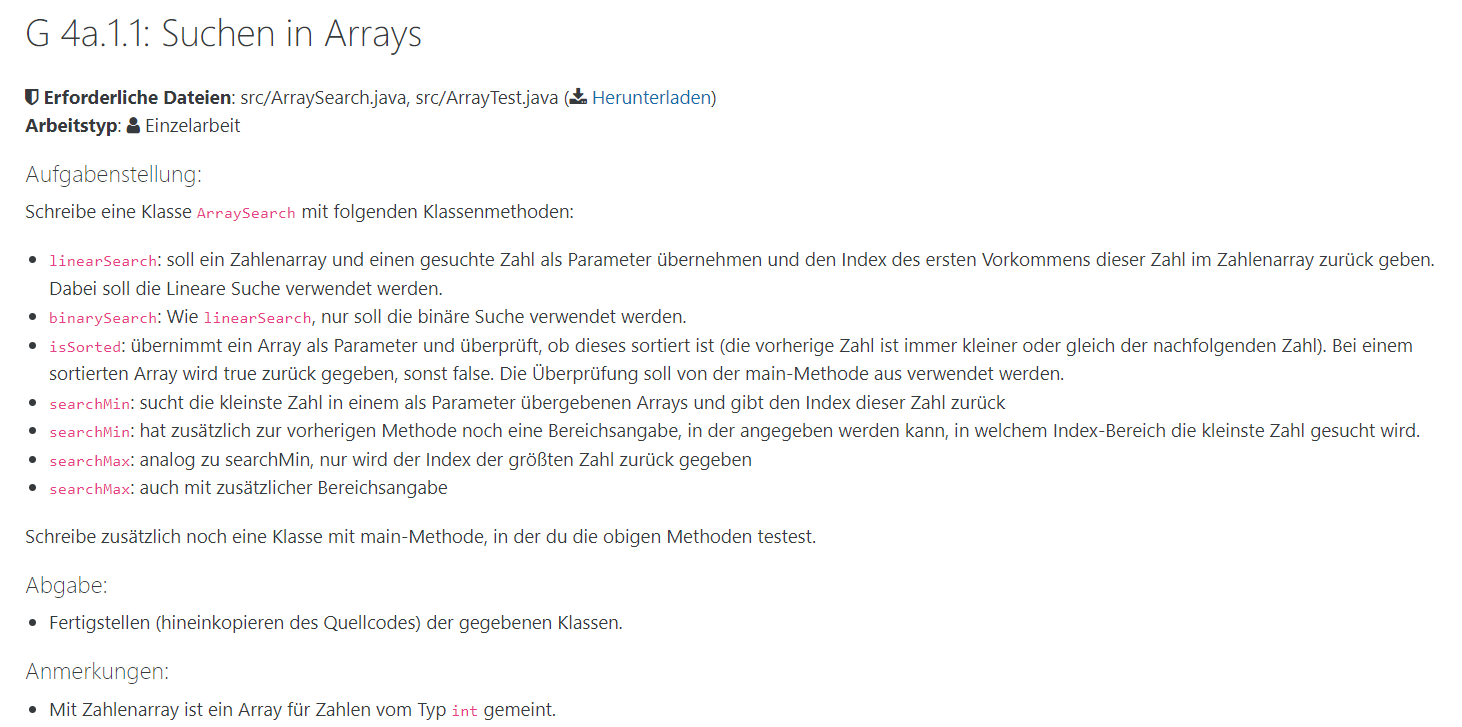 G 4a.1.1: Suchen in Arrays
Erforderliche Dateien: src/ArraySearch.java, src/ArrayTest.java ( Herunterladen)
Arbeitstyp: Einzelarbeit
Aufgabenstellung:
Schreibe eine Klasse ArraySearch mit folgenden Klassenmethoden:
• linearSearch: soll ein Zahlenarray und einen gesuchte Zahl als Parameter übernehmen und den Index des ersten Vorkommens dieser Zahl im Zahlenarray zurück geben.
Dabei soll die Lineare Suche verwendet werden.
• binarySearch: Wie linearSearch, nur soll die binäre Suche verwendet werden.
• isSorted: übernimmt ein Array als Parameter und überprüft, ob dieses sortiert ist (die vorherige Zahl ist immer kleiner oder gleich der nachfolgenden Zahl). Bei einem
sortierten Array wird true zurück gegeben, sonst false. Die Überprüfung soll von der main-Methode aus verwendet werden.
• searchMin: sucht die kleinste Zahl in einem als Parameter übergebenen Arrays und gibt den Index dieser Zahl zurück
• searchMin: hat zusätzlich zur vorherigen Methode noch eine Bereichsangabe, in der angegeben werden kann, in welchem Index-Bereich die kleinste Zahl gesucht wird.
• searchMax: analog zu searchMin, nur wird der Index der größten Zahl zurück gegeben
• searchMax: auch mit zusätzlicher Bereichsangabe
Schreibe zusätzlich noch eine Klasse mit main-Methode, in der du die obigen Methoden testest.
Abgabe:
• Fertigstellen (hineinkopieren des Quellcodes) der gegebenen Klassen.
Anmerkungen:
• Mit Zahlenarray ist ein Array für Zahlen vom Typ int gemeint.